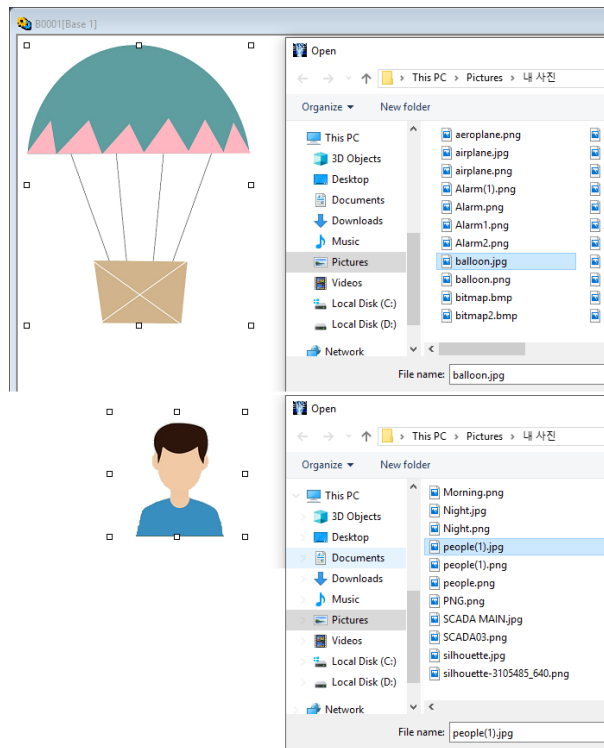 B0001[Base 1]
Open
This PC > Pictures > 내 사진
Organize
New folder
This PC
3D Objects
Desktop
Documents
Downloads
Music
Pictures
Videos
Local Disk (C:)
Local Disk (D:)
Network
aeroplane.png
airplane.jpg
airplane.png
Alarm(1).png
Alarm.png
Alarm1.png
Alarm2.png
balloon.jpg
balloon.png
bitmap.bmp
bitmap2.bmp
File name: balloon.jpg
Open
This PC > Pictures > 내 사진
Organize
New folder
This PC
3D Objects
Desktop
Documents
Downloads
Music
Pictures
Videos
Local Disk (C:)
Local Disk (D:)
Network
Morning.png
Night.jpg
Night.png
people(1).jpg
people(1).png
people.png
PNG.png
SCADA MAIN.jpg
SCADA03.png
silhouette.jpg
silhouette-3105485_640.png
File name: people(1).jpg